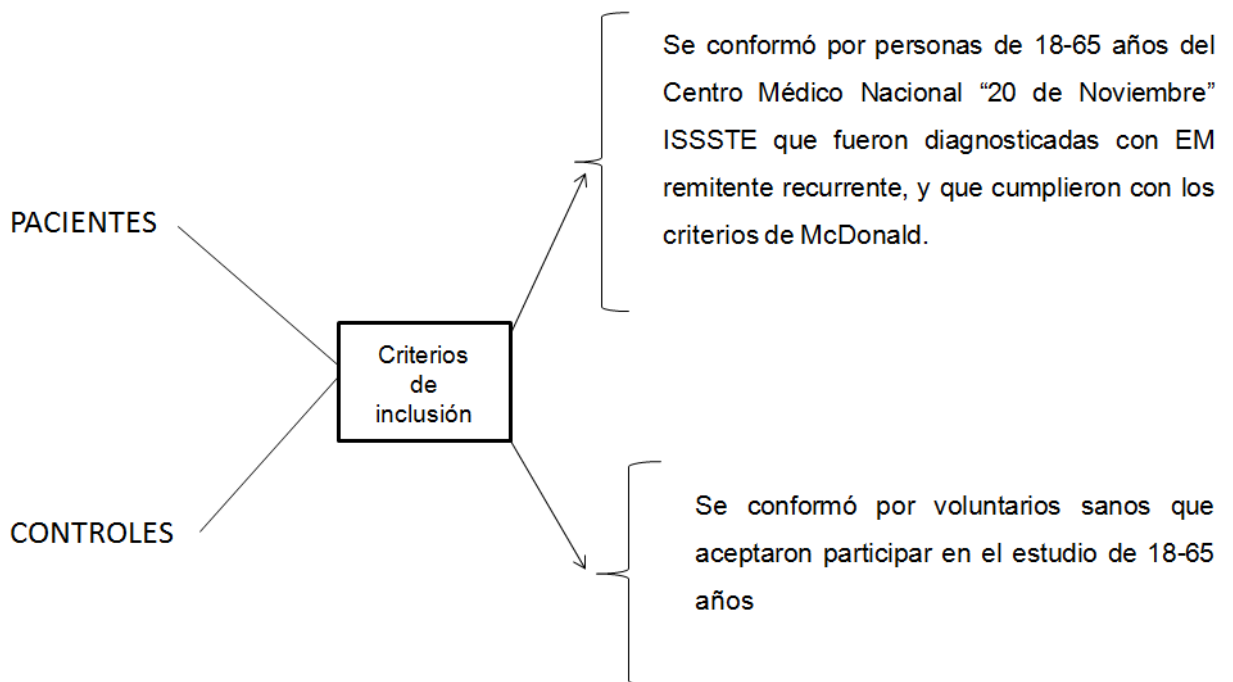 PACIENTES
Se conformó por personas de 18-65 años del
Centro Médico Nacional “20 de Noviembre”
ISSSTE que fueron diagnosticadas con EM
remitente recurrente, y que cumplieron con los
criterios de McDonald.
Criterios
de
inclusión
CONTROLES
Se conformó por voluntarios sanos que
aceptaron participar en el estudio de 18-65
años